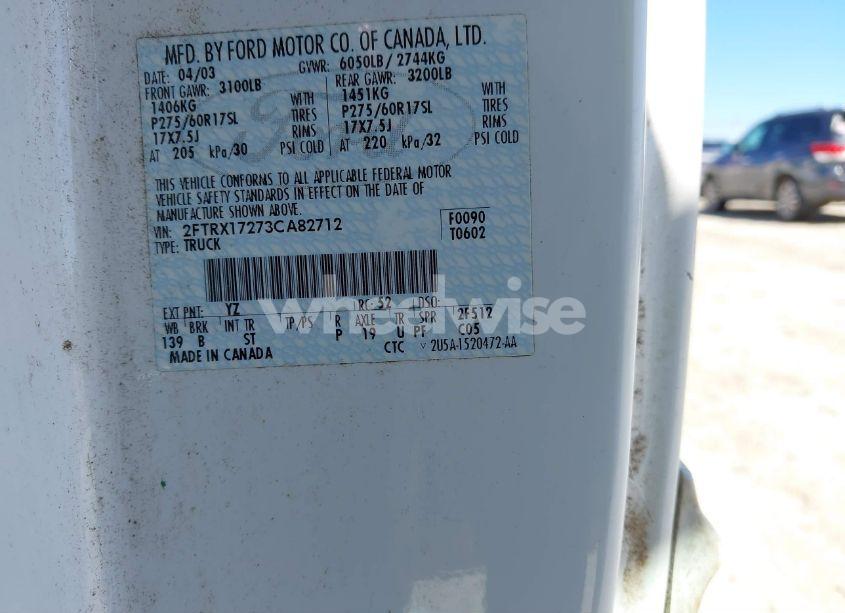 MFD. BY FORD MOTOR CO. OF CANADA, LTD.
DATE: 04/03 GVWR: 6050LB/ 2744KG
FRONT GAWR: 3100LB REAR GAWR: 3200LB
1406KG WITH 1451KG WITH
P275/60R17SL TIRES P275/60R17SL TIRES
17X7.5J RIMS 17X7.5J RIMS
AT 205 kPa/30 PSI COLD AT 220 kPa/32 PSI COLD
THIS VEHICLE CONFORMS TO ALL APPLICABLE FEDERAL MOTOR
VEHICLE SAFETY STANDARDS IN EFFECT ON THE DATE OF
MANUFACTURE SHOWN ABOVE.
VIN: 2FTRX17273CA82712 F0090
TYPE: TRUCK T0602
EXT PNT: YZ RC: 52 LDSO:
WB BRK INT TR TP/PS R AXLE TR SPR 2F512
139 B ST P 19 U PF C05
MADE IN CANADA CTC 2U5A-1520472-AA
wheelwise